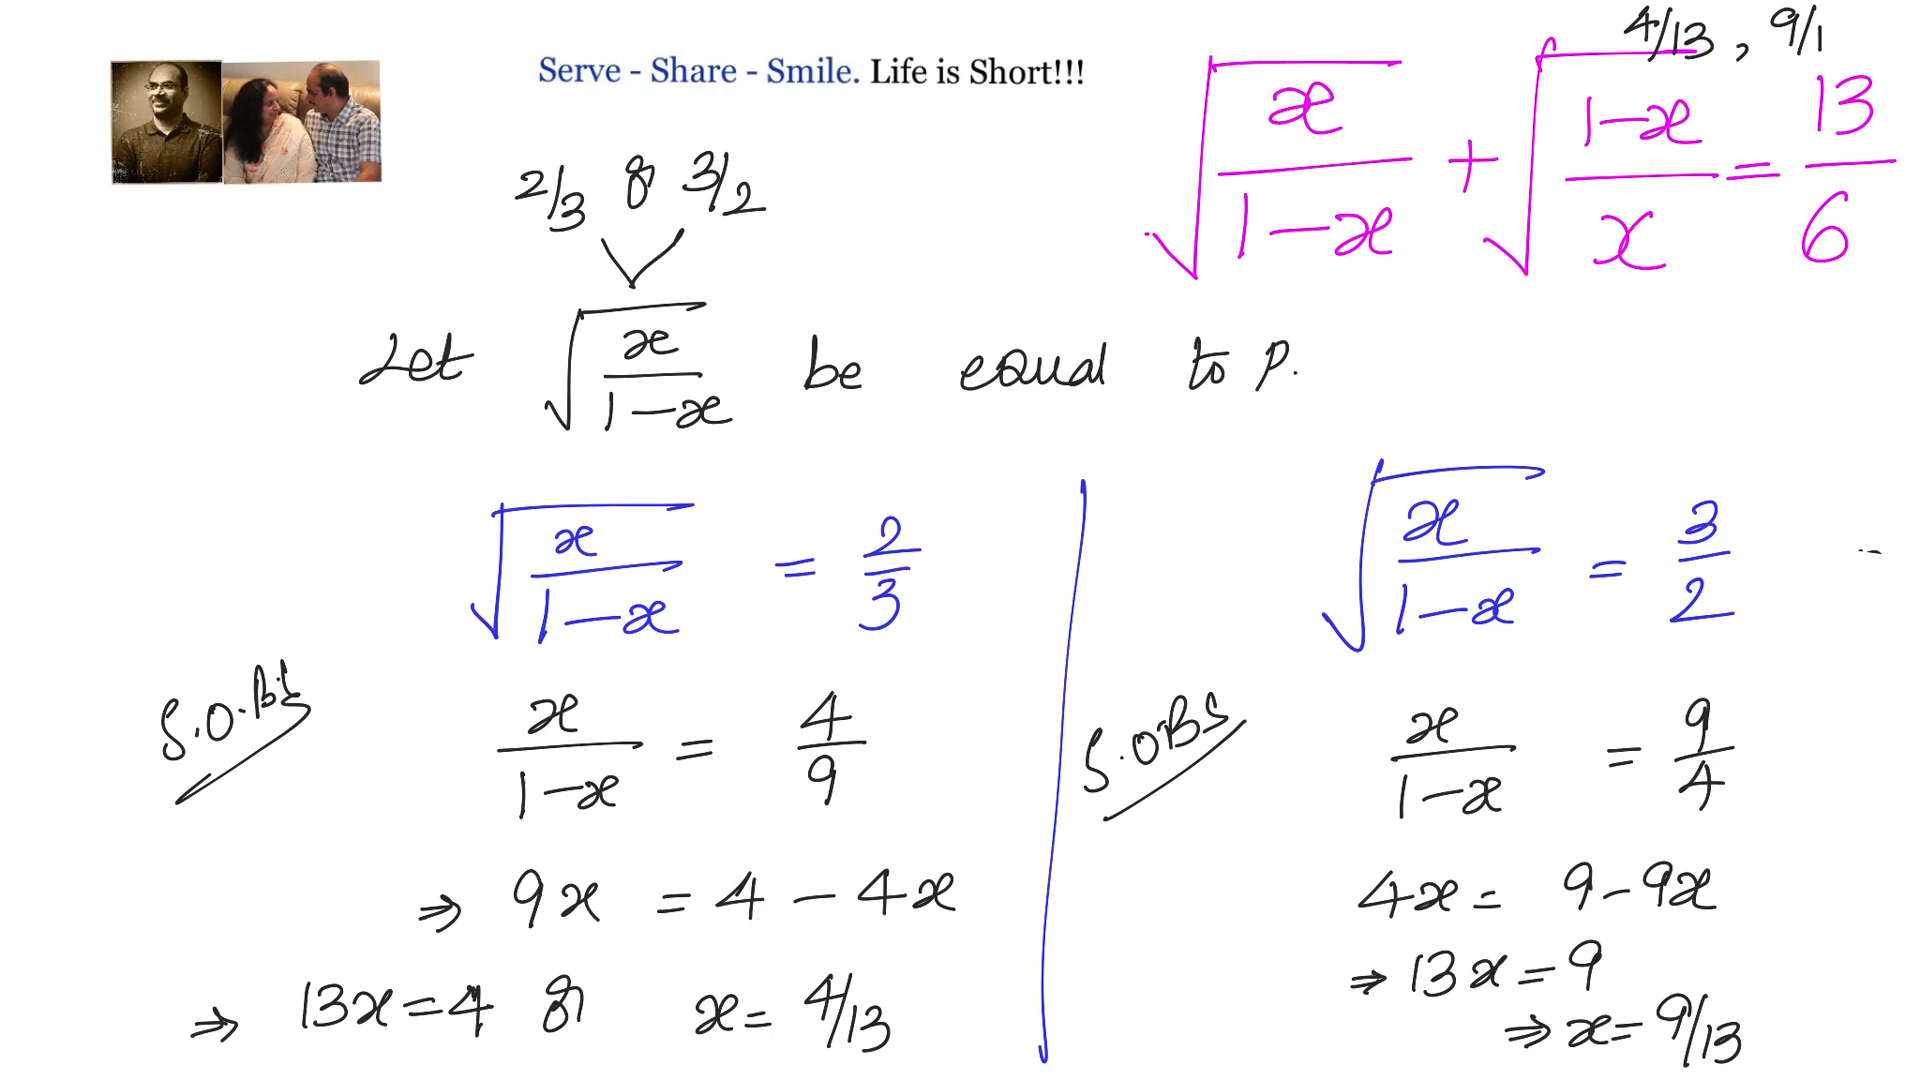 4/13 , 9/1
Serve - Share - Smile. Life is Short!!!
√(x/(1-x)) + √((1-x)/x) = 13/6
2/3 or 3/2
Let √(x/(1-x)) be equal to p.
√(x/(1-x)) = 2/3
S.O.B.S
x/(1-x) = 4/9
⇒ 9x = 4 - 4x
⇒ 13x = 4 or x = 4/13
√(x/(1-x)) = 3/2
S.OBS
x/(1-x) = 9/4
4x = 9 - 9x
⇒ 13x = 9
⇒ x = 9/13